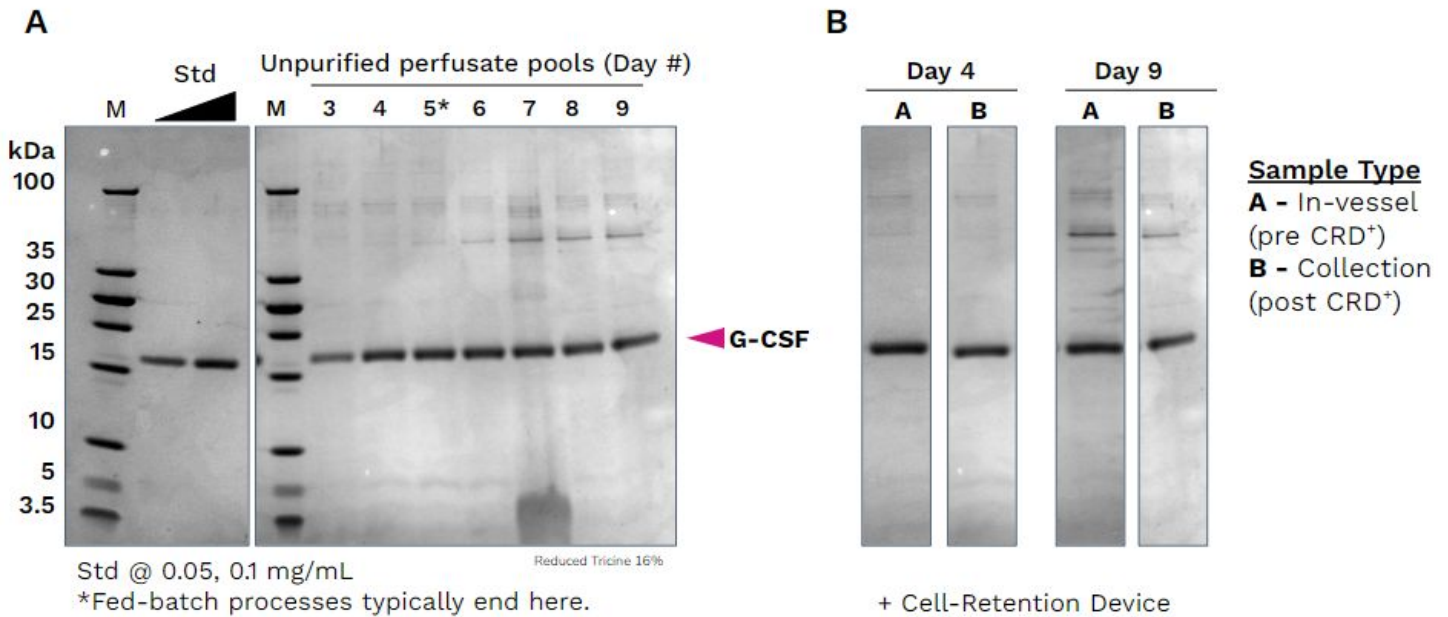 A
B
Std
Unpurified perfusate pools (Day #)
M
M 3 4 5* 6 7 8 9
Day 4
Day 9
A B
A B
kDa
100
35
30
25
15
10
5
3.5
G-CSF
Sample Type
A - In-vessel
(pre CRD⁺)
B - Collection
(post CRD⁺)
Reduced Tricine 16%
Std @ 0.05, 0.1 mg/mL
*Fed-batch processes typically end here.
+ Cell-Retention Device